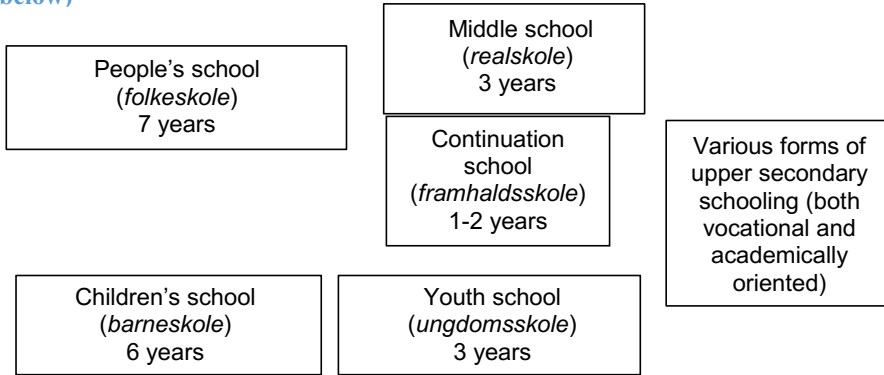 below)
People's school
(folkeskole)
7 years
Middle school
(realskole)
3 years
Continuation
school
(framhaldsskole)
1-2 years
Various forms of
upper secondary
schooling (both
vocational and
academically
oriented)
Children's school
(barneskole)
6 years
Youth school
(ungdomsskole)
3 years